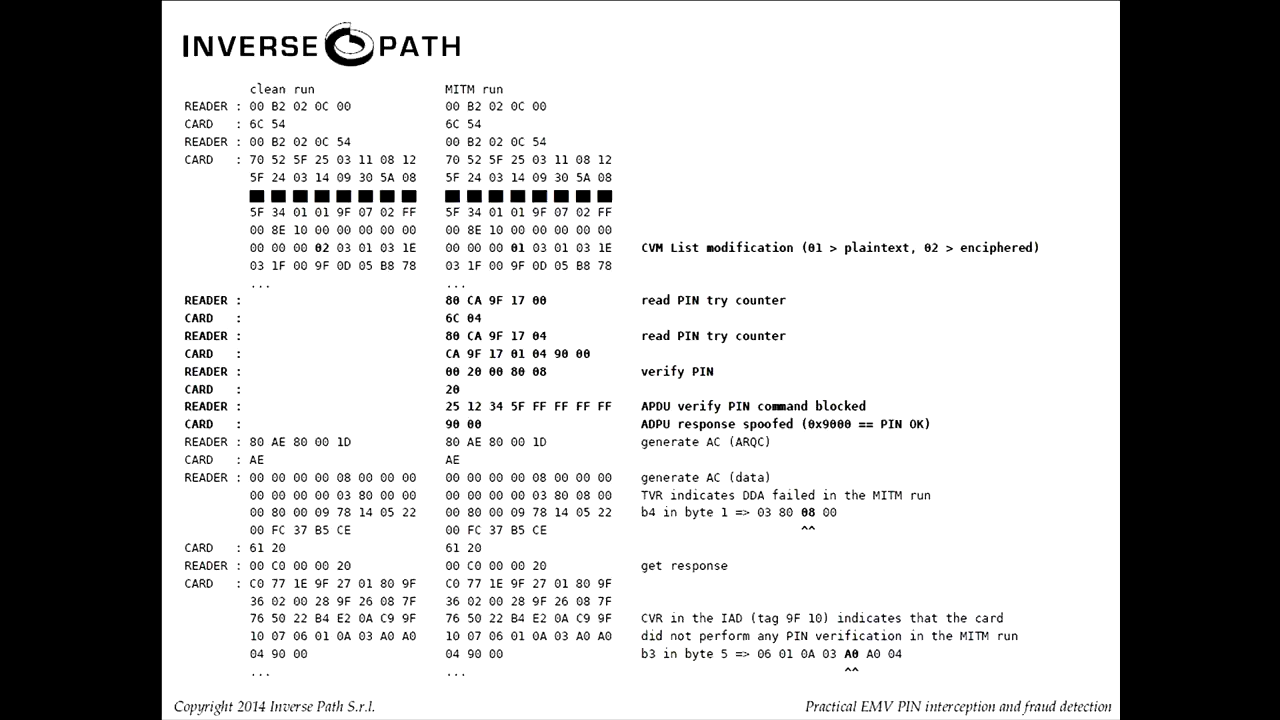 INVERSE PATH
clean run MITM run
READER : 00 B2 02 0C 00 00 B2 02 0C 00
CARD : 6C 54 6C 54
READER : 00 B2 02 0C 54 00 B2 02 0C 54
CARD : 70 52 5F 25 03 11 08 12 70 52 5F 25 03 11 08 12
5F 24 03 14 09 30 5A 08 5F 24 03 14 09 30 5A 08
5F 34 01 01 9F 07 02 FF 5F 34 01 01 9F 07 02 FF
00 8E 10 00 00 00 00 00 00 8E 10 00 00 00 00 00
00 00 00 02 03 01 03 1E 00 00 00 01 03 01 03 1E CVM List modification (01 > plaintext, 02 > enciphered)
03 1F 00 9F 0D 05 B8 78 03 1F 00 9F 0D 05 B8 78
... ...
READER : 80 CA 9F 17 00 read PIN try counter
CARD : 6C 04
READER : 80 CA 9F 17 04 read PIN try counter
CARD : CA 9F 17 01 04 90 00
READER : 00 20 00 80 08 verify PIN
CARD : 20
READER : 25 12 34 5F FF FF FF FF APDU verify PIN command blocked
CARD : 90 00 ADPU response spoofed (0x9000 == PIN OK)
READER : 80 AE 80 00 1D 80 AE 80 00 1D generate AC (ARQC)
CARD : AE AE
READER : 00 00 00 00 08 00 00 00 00 00 00 00 08 00 00 00 generate AC (data)
00 00 00 00 03 80 00 00 00 00 00 00 03 80 08 00 TVR indicates DDA failed in the MITM run
00 80 00 09 78 14 05 22 00 80 00 09 78 14 05 22 b4 in byte 1 => 03 80 08 00
00 FC 37 B5 CE 00 FC 37 B5 CE ^^
CARD : 61 20 61 20
READER : 00 C0 00 00 20 00 C0 00 00 20 get response
CARD : C0 77 1E 9F 27 01 80 9F C0 77 1E 9F 27 01 80 9F
36 02 00 28 9F 26 08 7F 36 02 00 28 9F 26 08 7F
76 50 22 B4 E2 0A C9 9F 76 50 22 B4 E2 0A C9 9F CVR in the IAD (tag 9F 10) indicates that the card
10 07 06 01 0A 03 A0 A0 10 07 06 01 0A 03 A0 A0 did not perform any PIN verification in the MITM run
04 90 00 04 90 00 b3 in byte 5 => 06 01 0A 03 A0 A0 04
... ... ^^
Copyright 2014 Inverse Path S.r.l. Practical EMV PIN interception and fraud detection